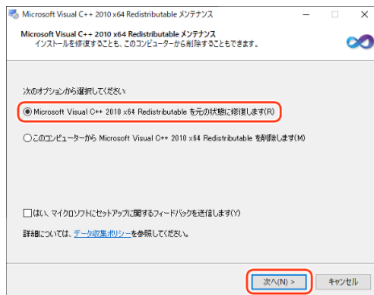 Microsoft Visual C++ 2010 x64 Redistributable メンテナンス
Microsoft Visual C++ 2010 x64 Redistributable メンテナンス
インストールを修復することも、このコンピューターから削除することもできます。
次のオプションから選択してください
Microsoft Visual C++ 2010 x64 Redistributable を元の状態に修復します(R)
このコンピューターから Microsoft Visual C++ 2010 x64 Redistributable を削除します(M)
はい、マイクロソフトにセットアップに関するフィードバックを送信します(Y)
詳細については、データ収集ポリシーを参照してください。
次へ(N) >
キャンセル